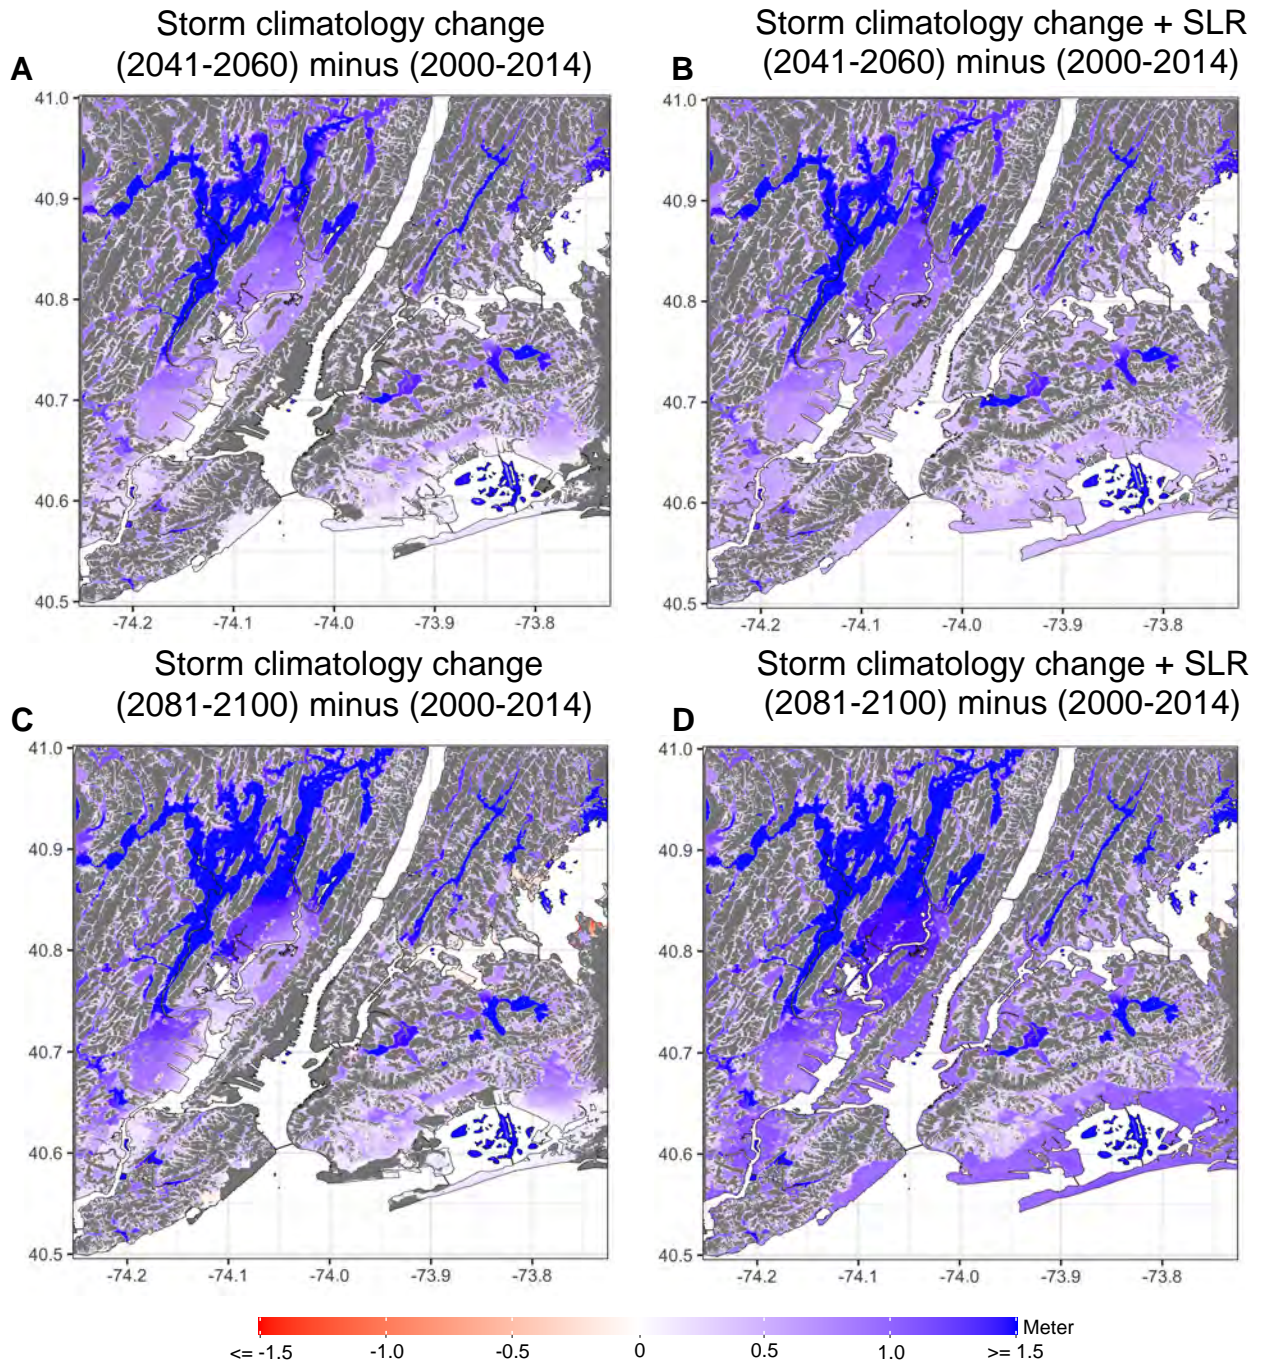 Storm climatology change
(2041-2060) minus (2000-2014)
A
Storm climatology change + SLR
(2041-2060) minus (2000-2014)
B
41.0
40.9
40.8
40.7
40.6
40.5
-74.2 -74.1 -74.0 -73.9 -73.8
41.0
40.9
40.8
40.7
40.6
40.5
-74.2 -74.1 -74.0 -73.9 -73.8
Storm climatology change
(2081-2100) minus (2000-2014)
C
Storm climatology change + SLR
(2081-2100) minus (2000-2014)
D
41.0
40.9
40.8
40.7
40.6
40.5
-74.2 -74.1 -74.0 -73.9 -73.8
41.0
40.9
40.8
40.7
40.6
40.5
-74.2 -74.1 -74.0 -73.9 -73.8
Meter
<= -1.5 -1.0 -0.5 0 0.5 1.0 >= 1.5